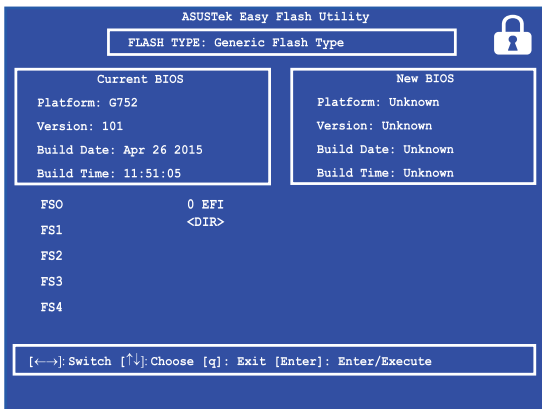 ASUSTek Easy Flash Utility
FLASH TYPE: Generic Flash Type
Current BIOS
Platform: G752
Version: 101
Build Date: Apr 26 2015
Build Time: 11:51:05
New BIOS
Platform: Unknown
Version: Unknown
Build Date: Unknown
Build Time: Unknown
FSO 0 EFI
FS1 <DIR>
FS2
FS3
FS4
[←→]: Switch [↑↓]: Choose [q]: Exit [Enter]: Enter/Execute